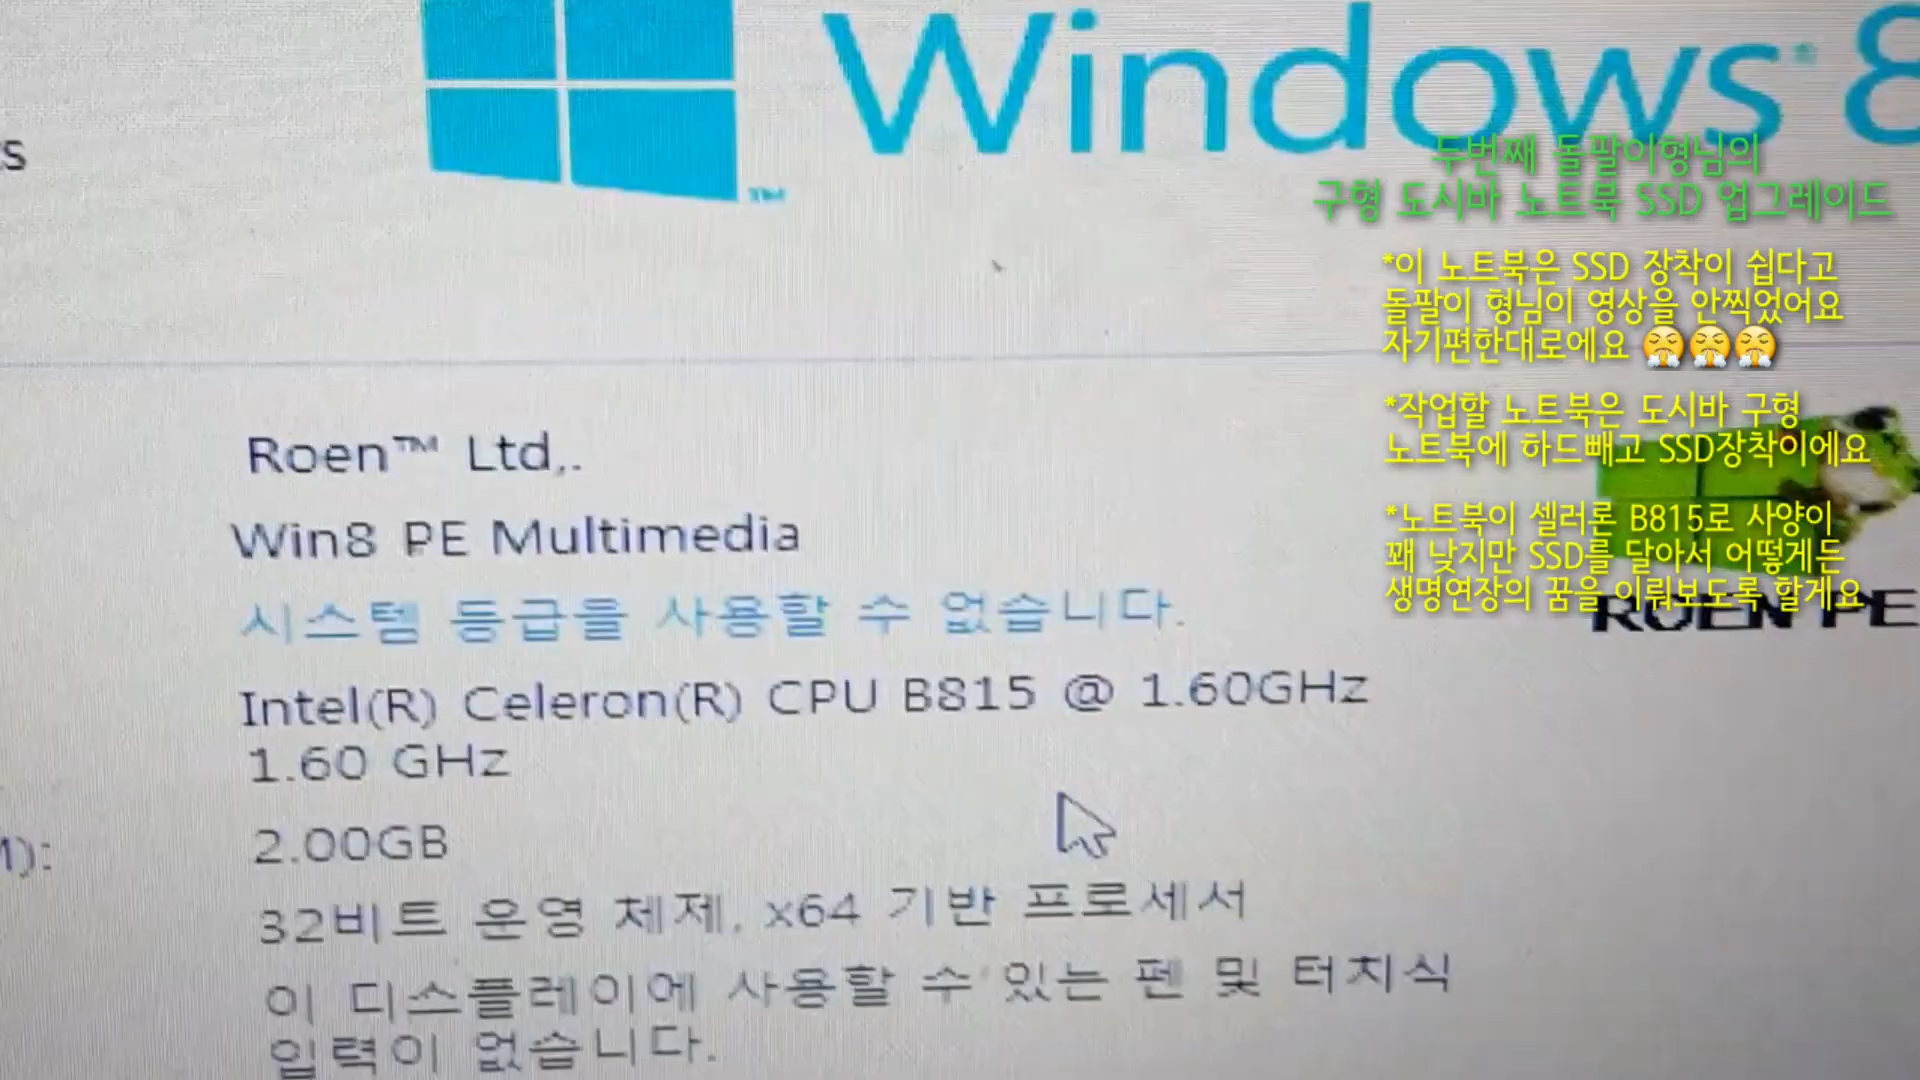 Windows 8
TM
두번째 돌팔이형님의
구형 도시바 노트북 SSD 업그레이드
*이 노트북은 SSD 장착이 쉽다고
돌팔이 형님이 영상을 안찍었어요
자기편한대로에요
*작업할 노트북은 도시바 구형
노트북에 하드빼고 SSD장착이에요
*노트북이 셀러론 B815로 사양이
꽤 낮지만 SSD를 달아서 어떻게든
생명연장의 꿈을 이뤄보도록 할게요
ROEN PE
Roen™ Ltd,.
Win8 PE Multimedia
시스템 등급을 사용할 수 없습니다.
Intel(R) Celeron(R) CPU B815 @ 1.60GHz
1.60 GHz
2.00GB
32비트 운영 체제, x64 기반 프로세서
이 디스플레이에 사용할 수 있는 펜 및 터치식
입력이 없습니다.